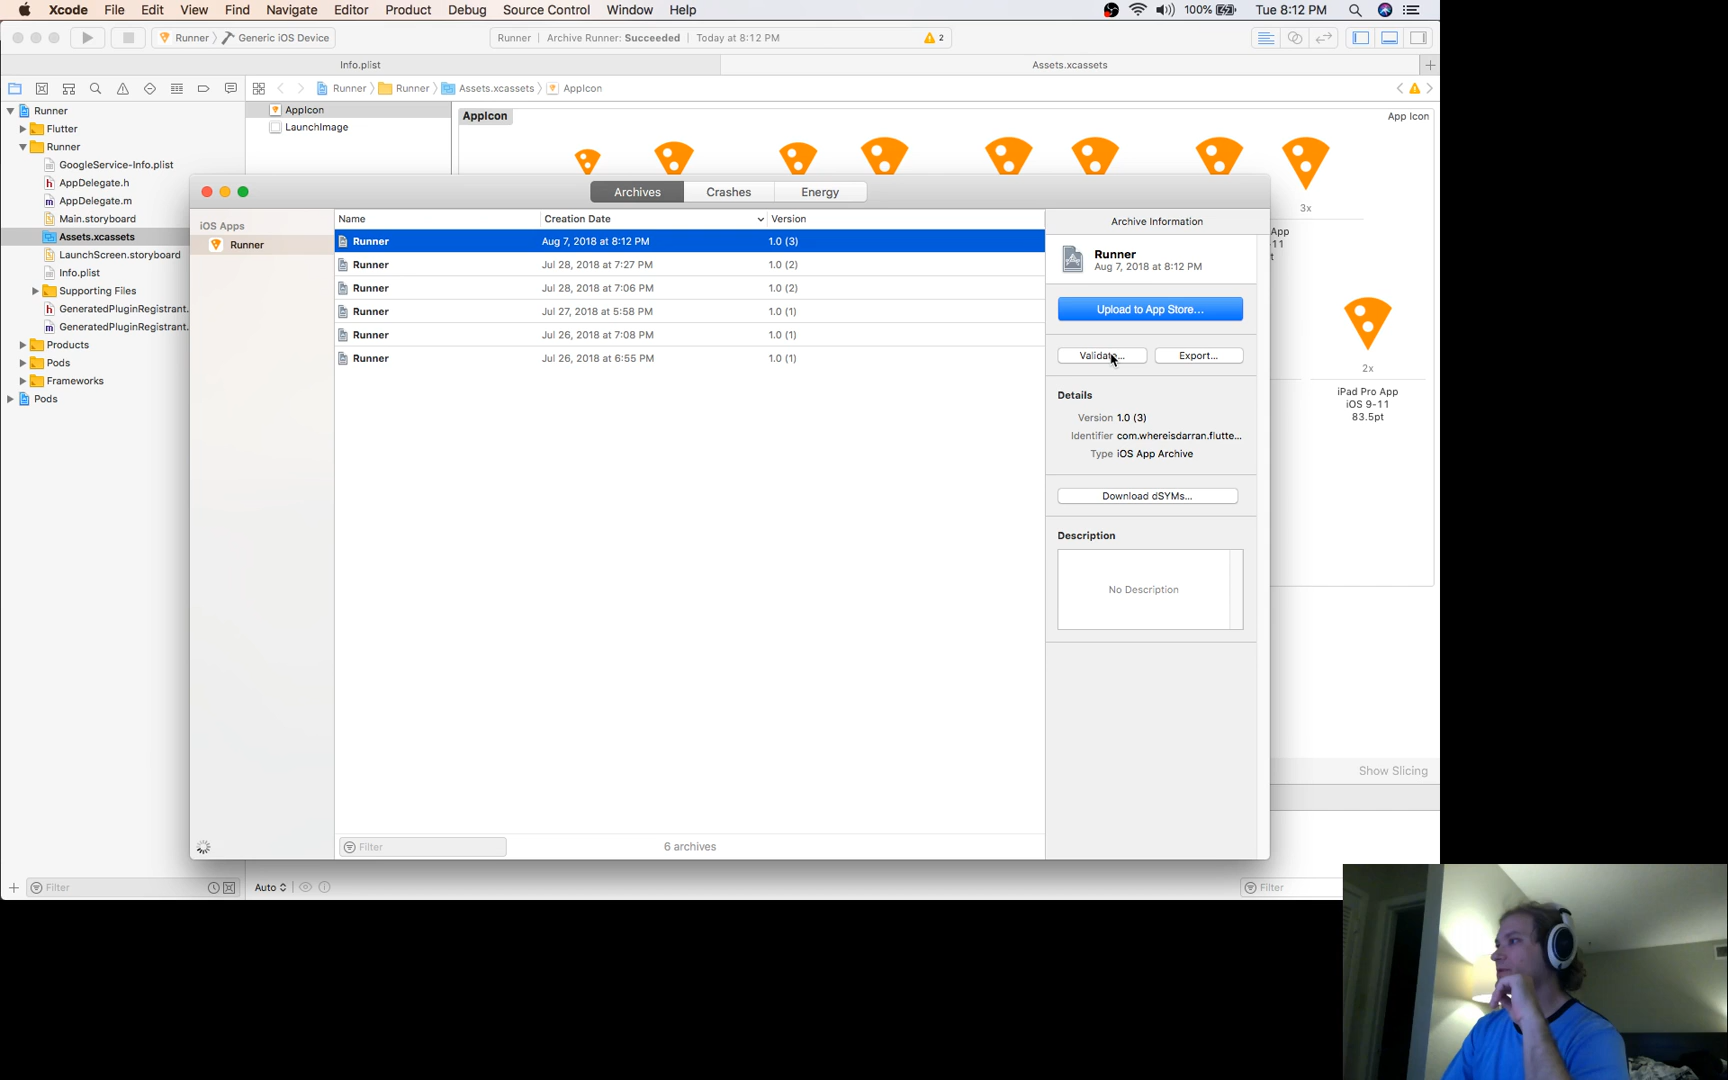 Xcode File Edit View Find Navigate Editor Product Debug Source Control Window Help 100% Tue 8:12 PM
Runner Generic iOS Device Runner | Archive Runner: Succeeded | Today at 8:12 PM 2
Info.plist Assets.xcassets
Runner Runner Assets.xcassets AppIcon
Runner
Flutter
Runner
GoogleService-Info.plist
AppDelegate.h
AppDelegate.m
Main.storyboard
Assets.xcassets
LaunchScreen.storyboard
Info.plist
Supporting Files
GeneratedPluginRegistrant.
GeneratedPluginRegistrant.
Products
Pods
Frameworks
Pods
AppIcon
LaunchImage
AppIcon
App Icon
3x
App
-11
t
2x
iPad Pro App
iOS 9-11
83.5pt
Show Slicing
Archives Crashes Energy
iOS Apps
Runner
Name Creation Date Version
Runner Aug 7, 2018 at 8:12 PM 1.0 (3)
Runner Jul 28, 2018 at 7:27 PM 1.0 (2)
Runner Jul 28, 2018 at 7:06 PM 1.0 (2)
Runner Jul 27, 2018 at 5:58 PM 1.0 (1)
Runner Jul 26, 2018 at 7:08 PM 1.0 (1)
Runner Jul 26, 2018 at 6:55 PM 1.0 (1)
Filter
6 archives
Archive Information
Runner
Aug 7, 2018 at 8:12 PM
Upload to App Store...
Validate... Export...
Details
Version 1.0 (3)
Identifier com.whereisdarran.flutte...
Type iOS App Archive
Download dSYMs...
Description
No Description
Filter
Auto
Filter